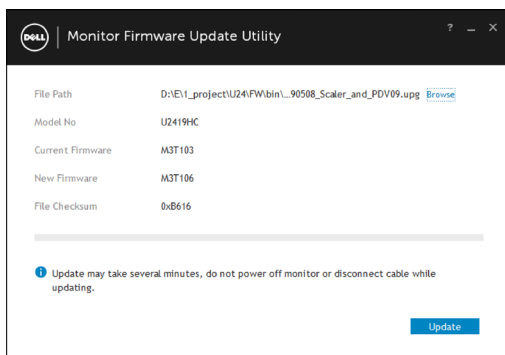 DELL
Monitor Firmware Update Utility
? _ X
File Path D:\E\1_project\U24\FW\bin\...90508_Scaler_and_PDV09.upg Browse
Model No U2419HC
Current Firmware M3T103
New Firmware M3T106
File Checksum 0xB616
Update may take several minutes, do not power off monitor or disconnect cable while
updating.
Update